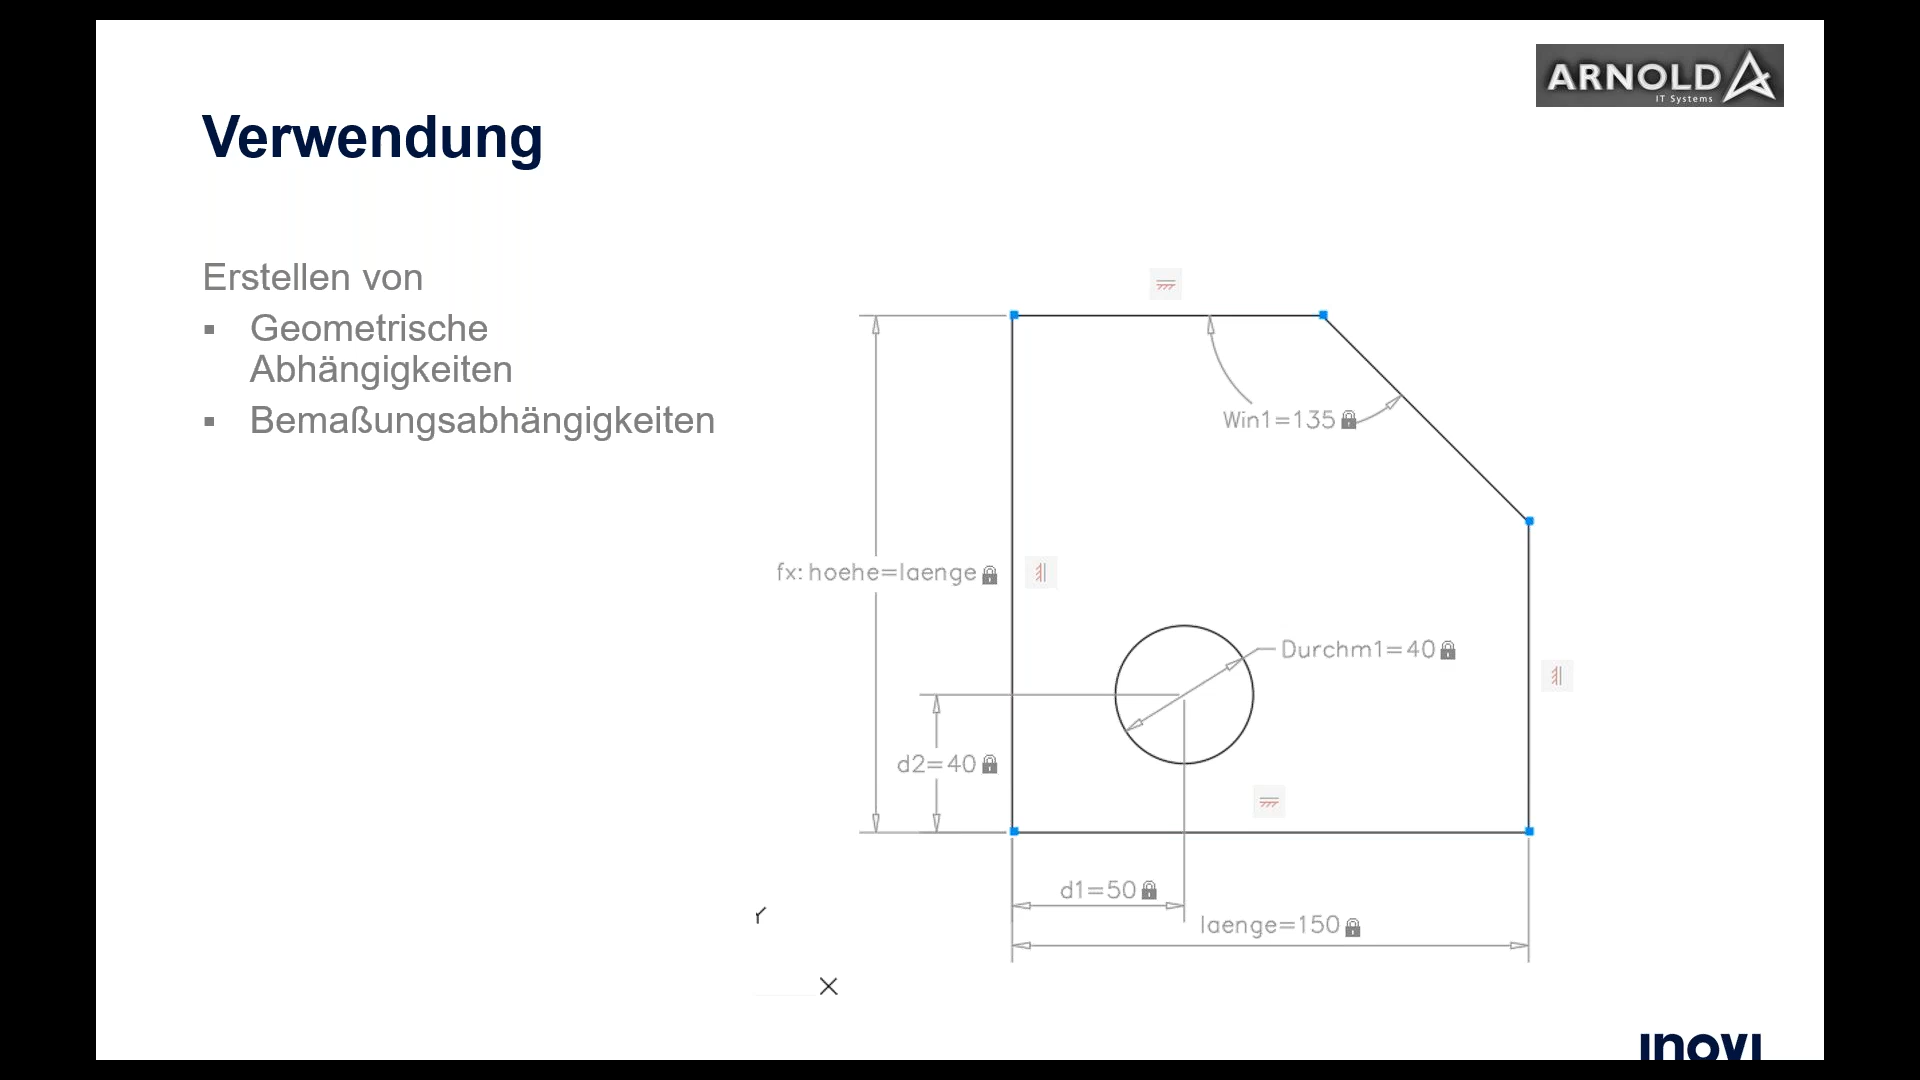 ARNOLD
IT Systems
Verwendung
Erstellen von
▪ Geometrische
Abhängigkeiten
▪ Bemaßungsabhängigkeiten
Win1=135
fx: hoehe=laenge
Durchm1=40
d2=40
d1=50
laenge=150
Y
X
inovi